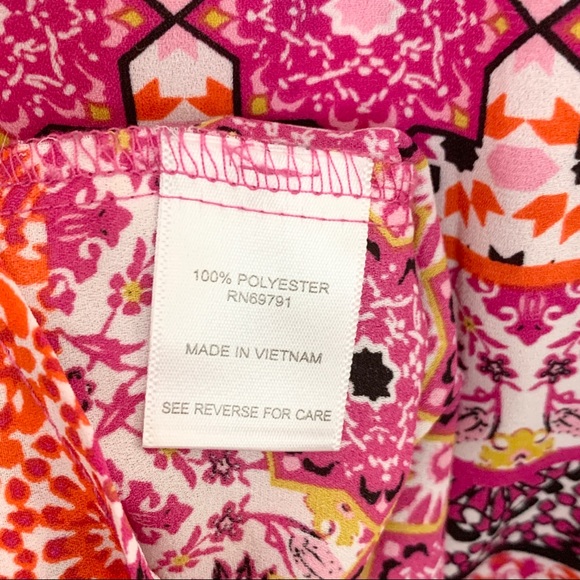 100% POLYESTER
RN69791
MADE IN VIETNAM
SEE REVERSE FOR CARE